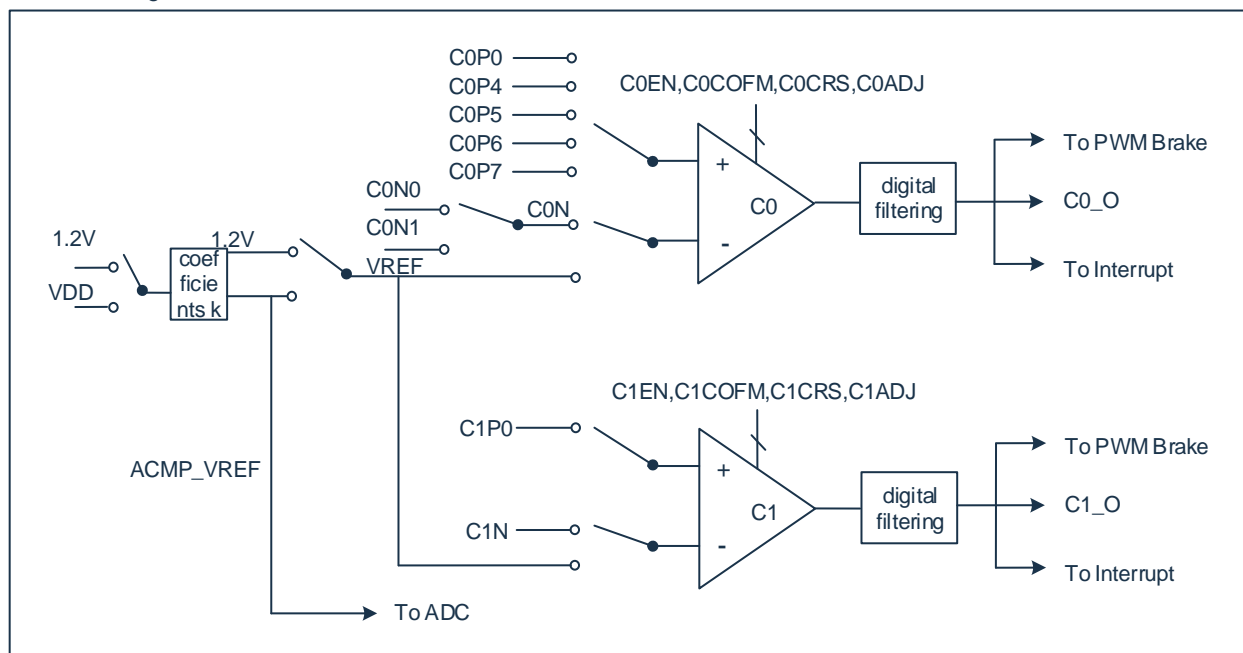 C0P0
C0P4
C0P5
C0P6
C0P7
C0EN,C0COFM,C0CRS,C0ADJ
+
-
C0
digital
filtering
To PWM Brake
C0_O
To Interrupt
C0N0
C0N1
C0N
VREF
1.2V
VDD
coef
ficie
nts k
1.2V
ACMP_VREF
To ADC
C1EN,C1COFM,C1CRS,C1ADJ
C1P0
C1N
+
-
C1
digital
filtering
To PWM Brake
C1_O
To Interrupt